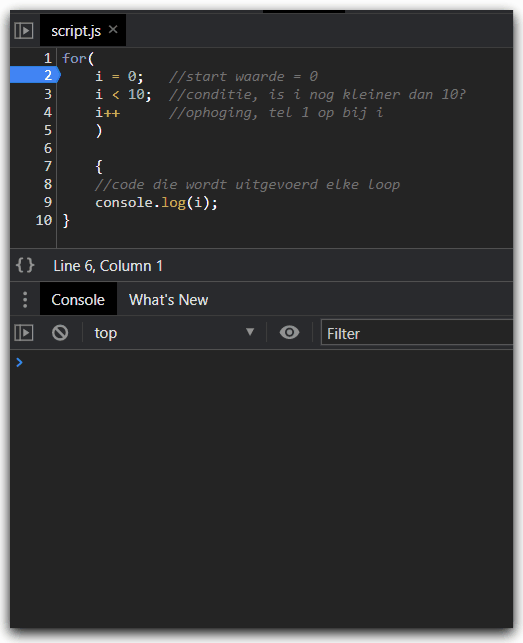 script.js ×
1 for(
2 i = 0; //start waarde = 0
3 i < 10; //conditie, is i nog kleiner dan 10?
4 i++ //ophoging, tel 1 op bij i
5 )
6
7 {
8 //code die wordt uitgevoerd elke loop
9 console.log(i);
10 }
{} Line 6, Column 1
Console What's New
top ▼ Filter
>